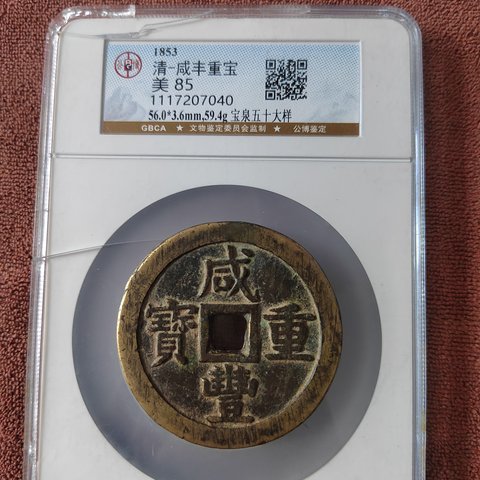 1853
清-咸丰重宝
美 85
1117207040
56.0*3.6mm,59.4g 宝泉五十大样
GBCA ★ 文物鉴定委员会监制 ★ 公博鉴定
咸
寶 重
豐